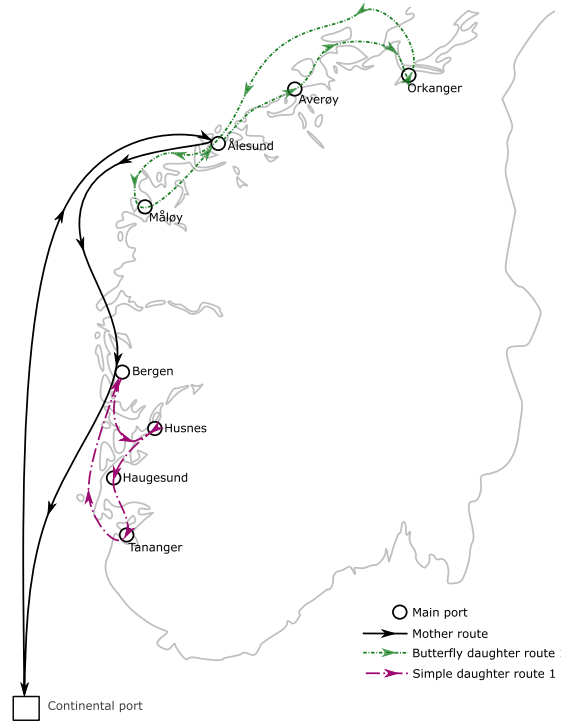 Orkanger
Averøy
Ålesund
Måløy
Bergen
Husnes
Haugesund
Tananger
Main port
Mother route
Butterfly daughter route
Simple daughter route 1
Continental port